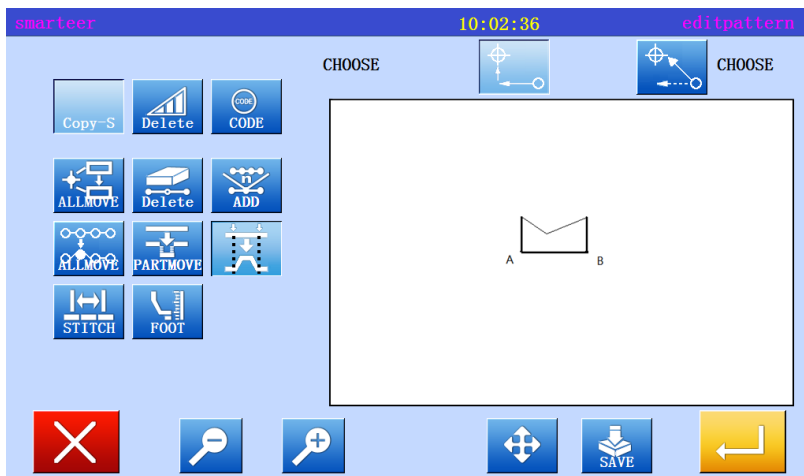 smarteer 10:02:36 editpattern
CHOOSE CHOOSE
Copy-S Delete CODE CODE
ALLMOVE Delete n ADD
ALLMOVE PARTMOVE
A B
STITCH FOOT
SAVE